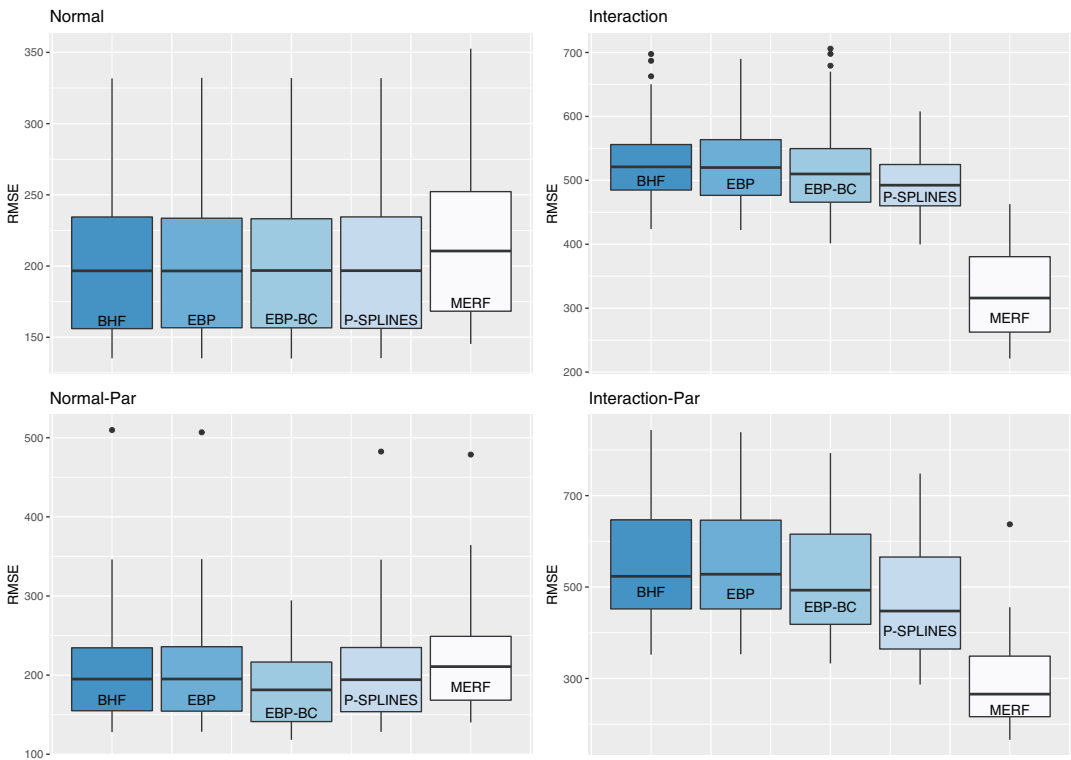 Normal
RMSE
350
300
250
200
150
BHF
EBP
EBP-BC
P-SPLINES
MERF
Interaction
RMSE
700
600
500
400
300
200
BHF
EBP
EBP-BC
P-SPLINES
MERF
Normal-Par
RMSE
500
400
300
200
100
BHF
EBP
EBP-BC
P-SPLINES
MERF
Interaction-Par
RMSE
700
500
300
BHF
EBP
EBP-BC
P-SPLINES
MERF